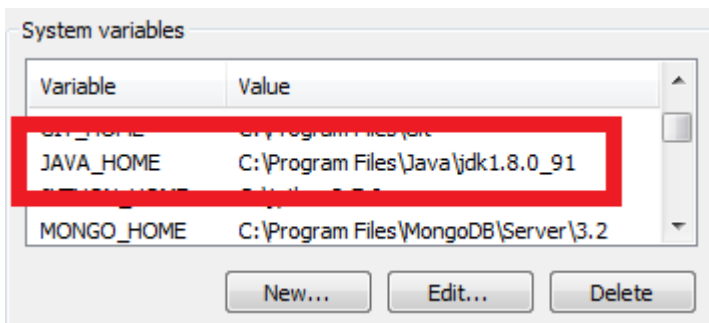 System variables
Variable Value
JAVA_HOME C:\Program Files\Java\jdk1.8.0_91
MONGO_HOME C:\Program Files\MongoDB\Server\3.2
New... Edit... Delete